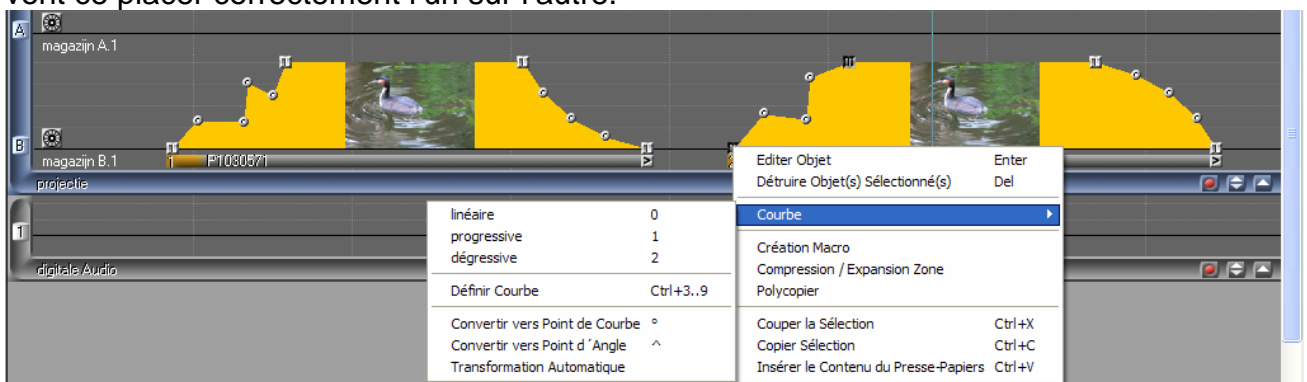 vent ce placer correctement l'un sur l'autre.
A
magazijn A.1
B
magazijn B.1
1 P1030571
projectie
1
digitale Audio
Editer Objet Enter
Détruire Objet(s) Sélectionné(s) Del
Courbe
Création Macro
Compression / Expansion Zone
Polycopier
Couper la Sélection Ctrl+X
Copier Sélection Ctrl+C
Insérer le Contenu du Presse-Papiers Ctrl+V
linéaire 0
progressive 1
dégressive 2
Définir Courbe Ctrl+3..9
Convertir vers Point de Courbe °
Convertir vers Point d ´Angle ^
Transformation Automatique